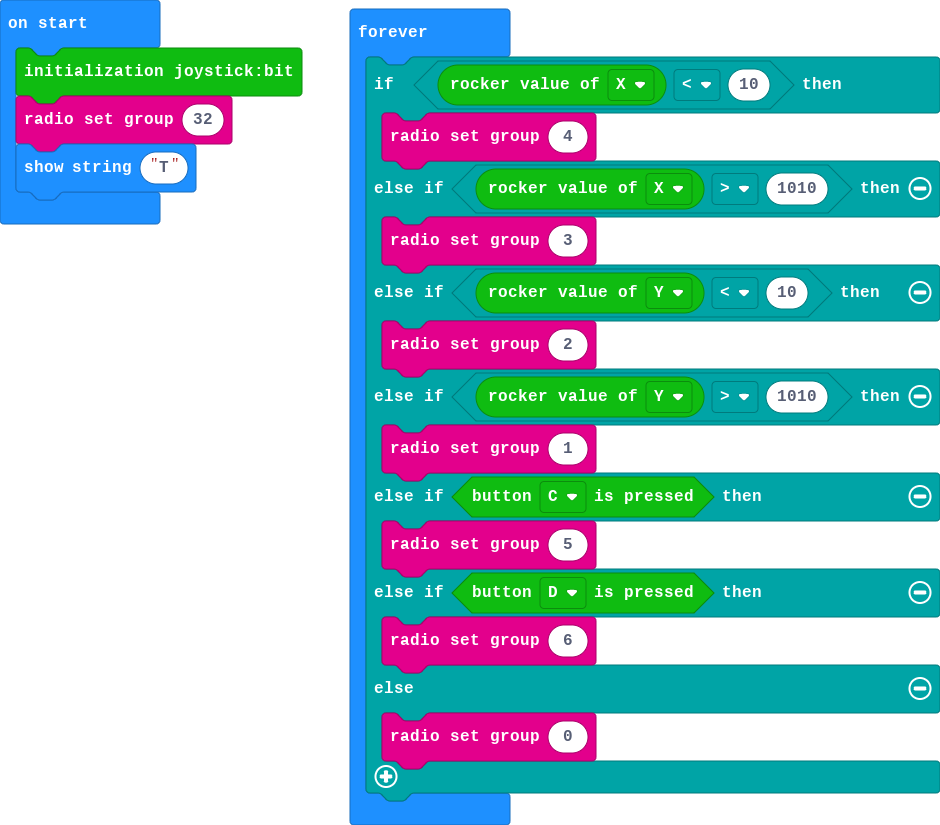 on start
initialization joystick:bit
radio set group 32
show string "T"
forever
if rocker value of X < 10 then
radio set group 4
else if rocker value of X > 1010 then
radio set group 3
else if rocker value of Y < 10 then
radio set group 2
else if rocker value of Y > 1010 then
radio set group 1
else if button C is pressed then
radio set group 5
else if button D is pressed then
radio set group 6
else
radio set group 0